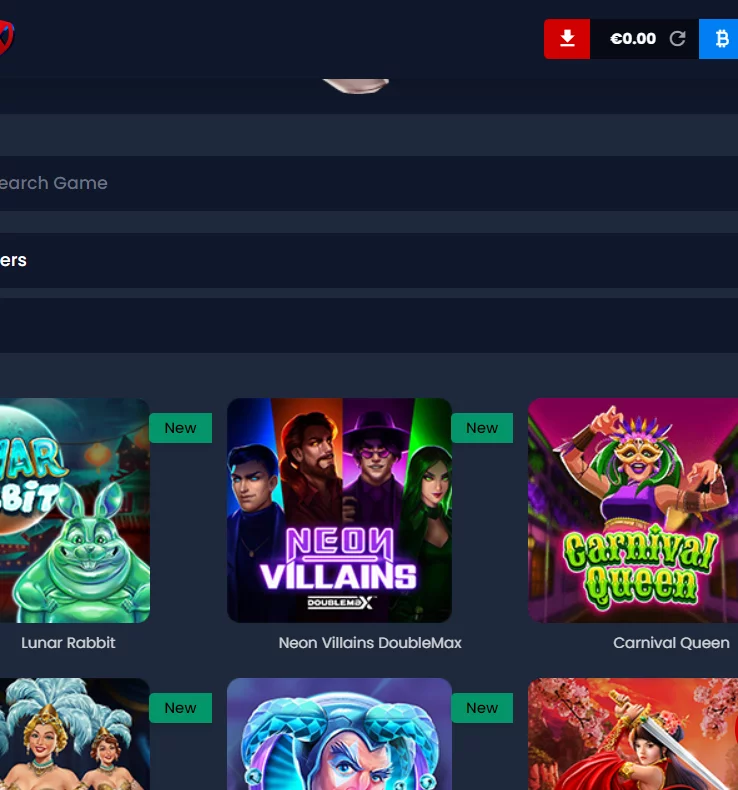 €0.00
earch Game
ers
New
New
NAR
BBIT
NEON
VILLAINS
DOUBLEMAX
Carnival
Queen
Lunar Rabbit
Neon Villains DoubleMax
Carnival Queen
New
New